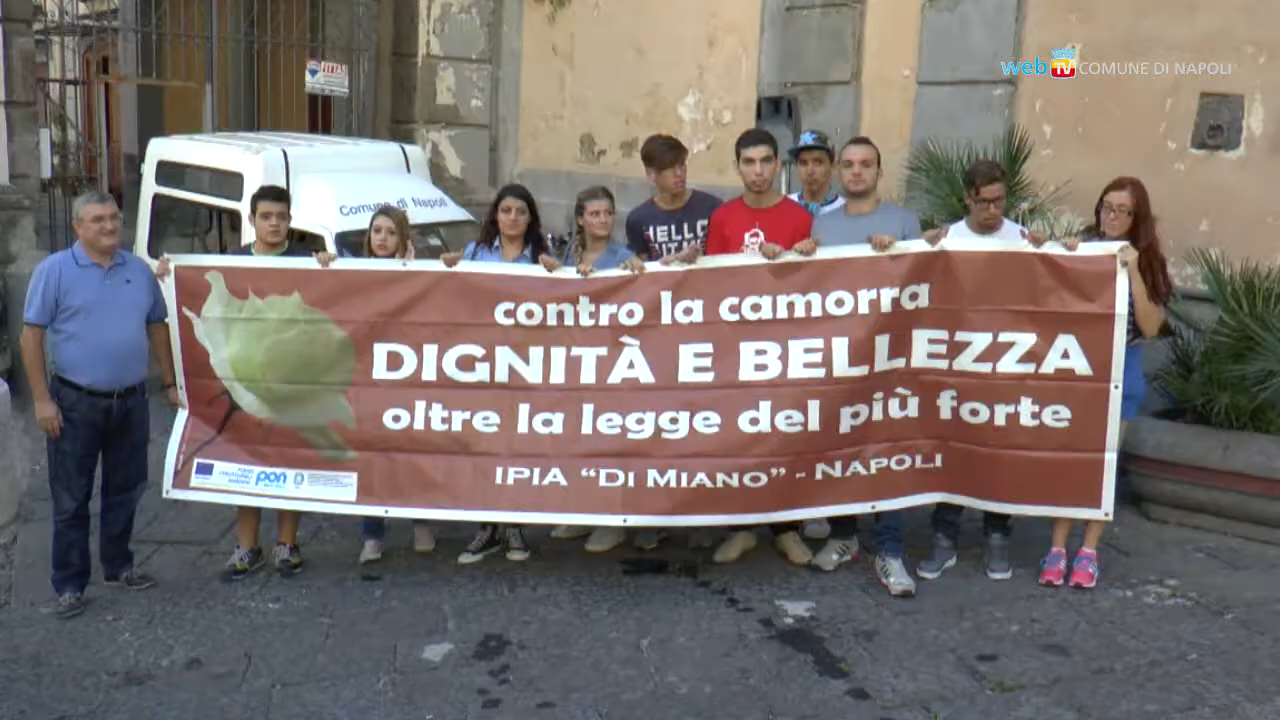 web TV COMUNE DI NAPOLI
FITTASI
Comune di Napoli
HELLO
contro la camorra
DIGNITÀ E BELLEZZA
oltre la legge del più forte
IPIA “DI MIANO” - NAPOLI
pon